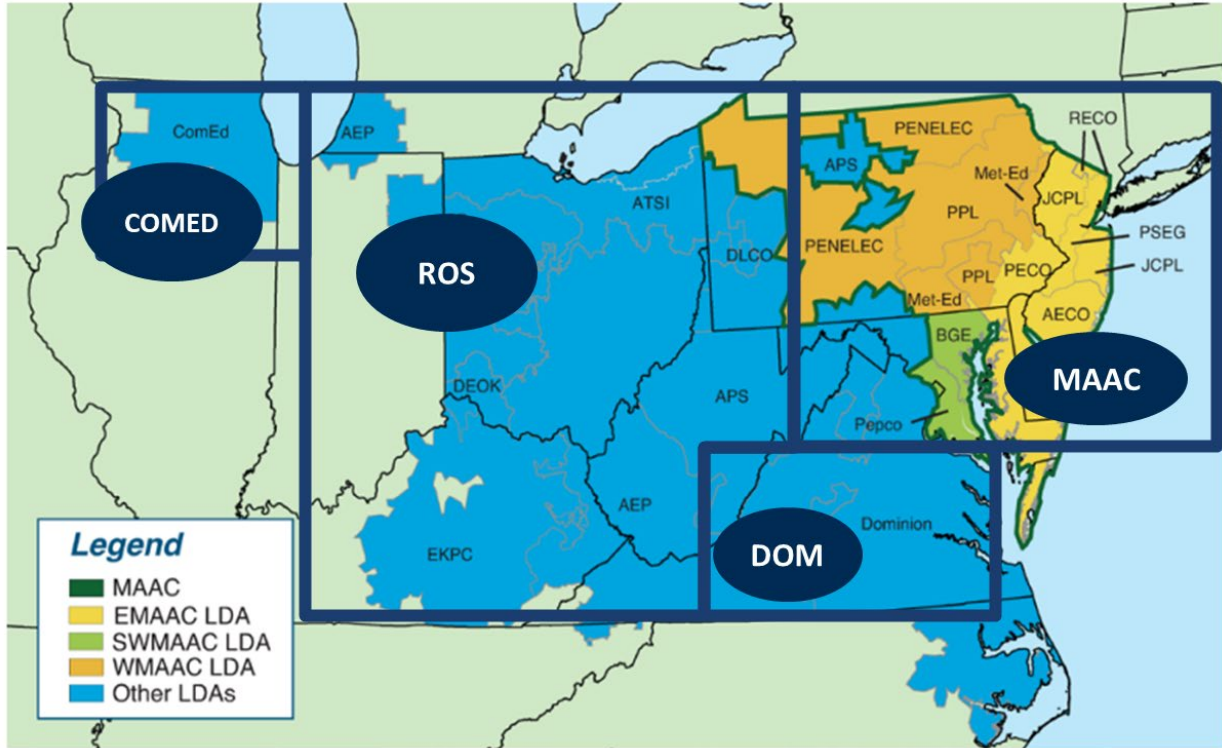 ComEd
COMED
AEP
ROS
ATSI
DLCO
DEOK
APS
AEP
EKPC
PENELEC
APS
Met-Ed
PPL
PENELEC
PPL
Met-Ed
PECO
JCPL
RECO
PSEG
JCPL
AECO
BGE
MAAC
Pepco
Dominion
DOM
Legend
MAAC
EMAAC LDA
SWMAAC LDA
WMAAC LDA
Other LDAs